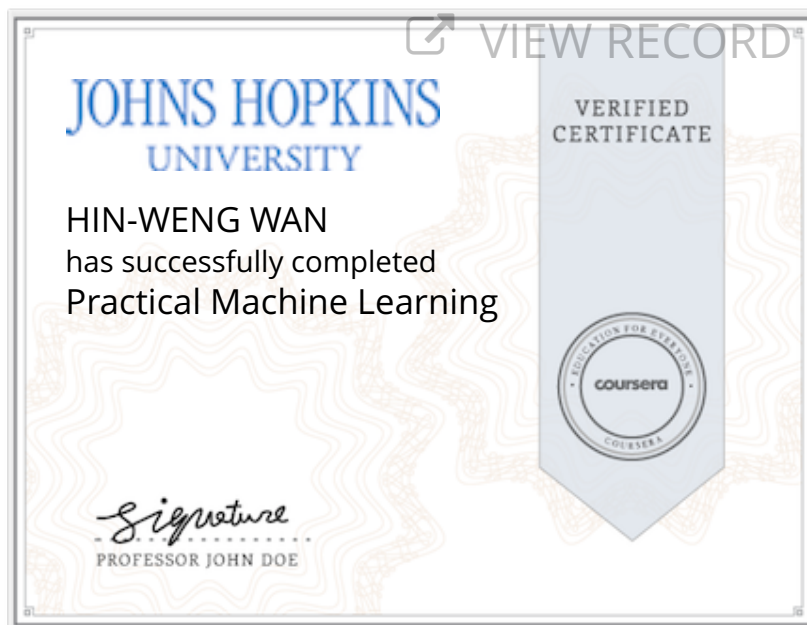 VIEW RECORD
JOHNS HOPKINS
UNIVERSITY
VERIFIED
CERTIFICATE
HIN-WENG WAN
has successfully completed
Practical Machine Learning
EDUCATION FOR EVERYONE
coursera
COURSERA
Signature
PROFESSOR JOHN DOE